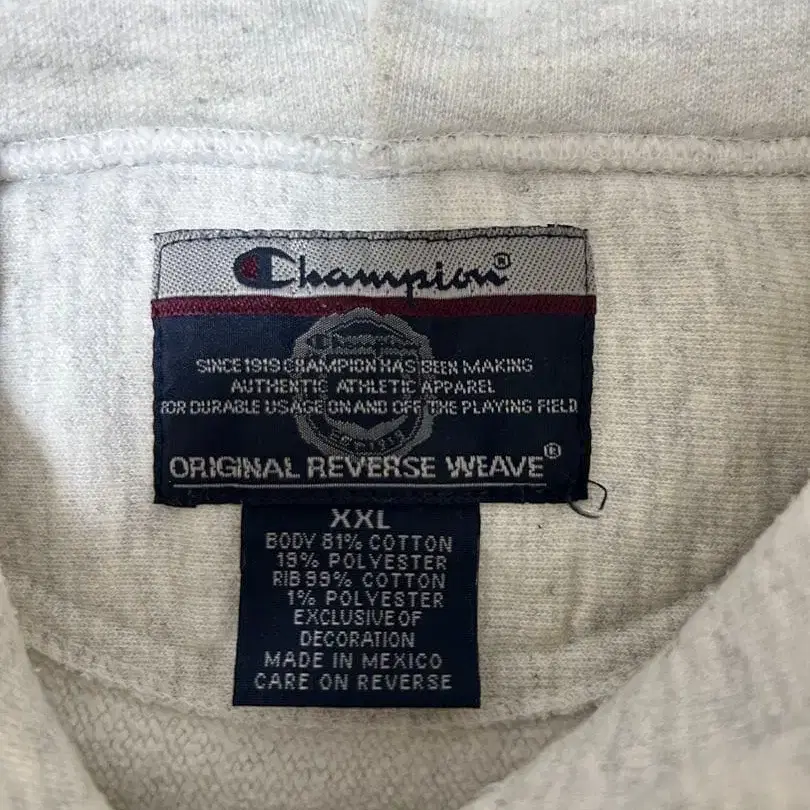 Champion®
SINCE 1919 CHAMPION HAS BEEN MAKING
AUTHENTIC ATHLETIC APPAREL
FOR DURABLE USAGE ON AND OFF THE PLAYING FIELD
ORIGINAL REVERSE WEAVE®
XXL
BODY 81% COTTON
19% POLYESTER
RIB 99% COTTON
1% POLYESTER
EXCLUSIVE OF
DECORATION
MADE IN MEXICO
CARE ON REVERSE